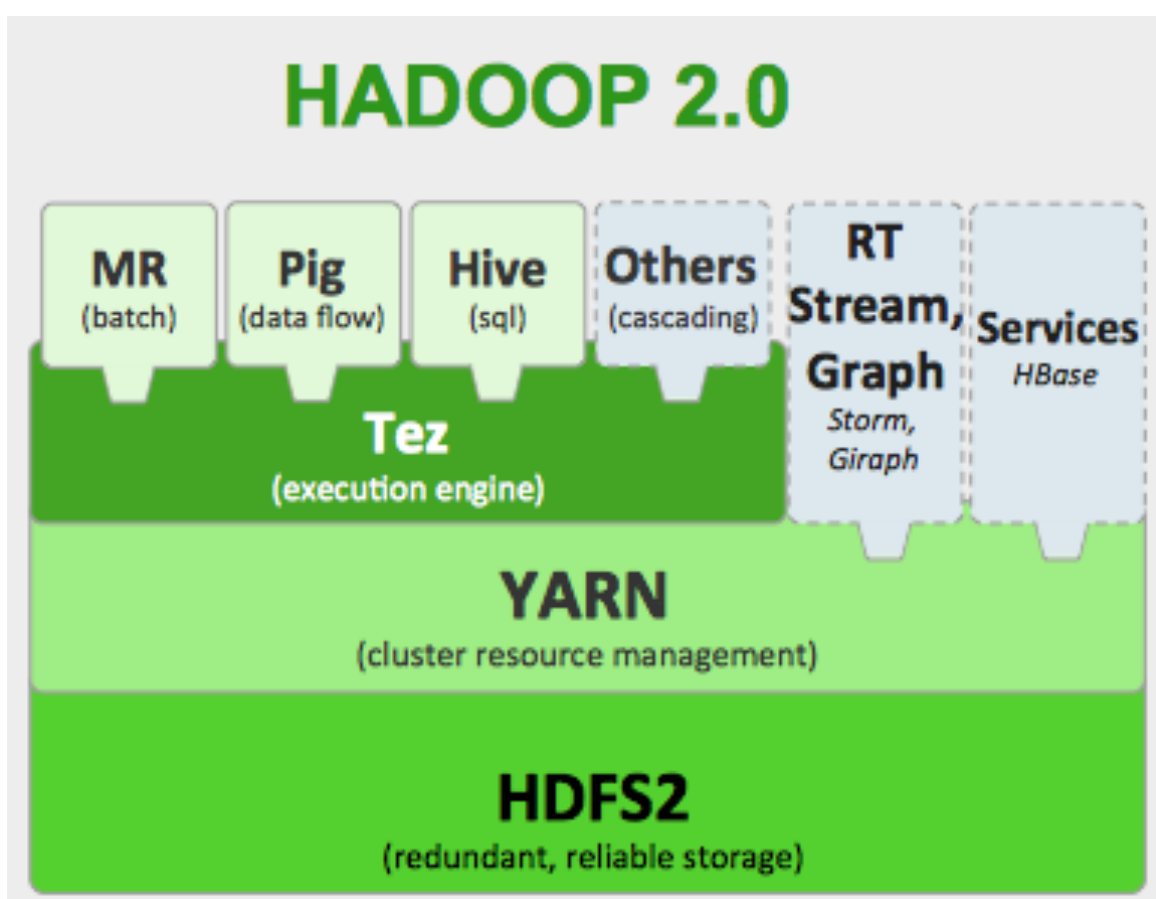 HADOOP 2.0
MR
(batch)
Pig
(data flow)
Hive
(sql)
Others
(cascading)
RT
Stream,
Graph
Storm,
Giraph
Services
HBase
Tez
(execution engine)
YARN
(cluster resource management)
HDFS2
(redundant, reliable storage)